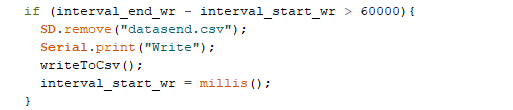 if (interval_end_wr - interval_start_wr > 60000){
SD.remove("datasend.csv");
Serial.print("Write");
writeToCsv();
interval_start_wr = millis();
}